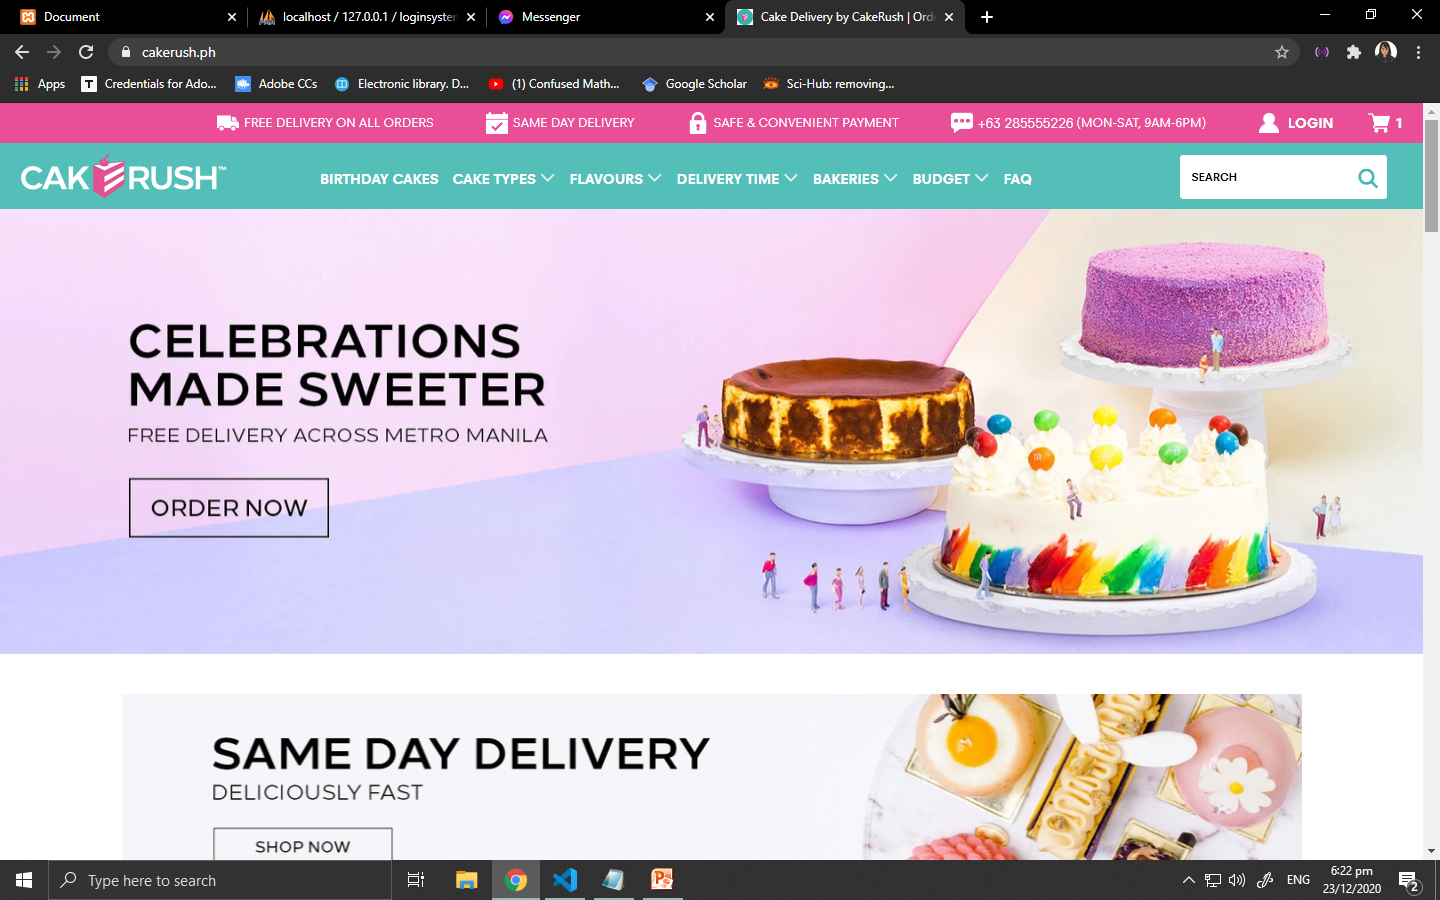 Document
localhost / 127.0.0.1 / loginsystem
Messenger
Cake Delivery by CakeRush | Orde
cakerush.ph
Apps
Credentials for Ado...
Adobe CCs
Electronic library. D...
(1) Confused Math...
Google Scholar
Sci-Hub: removing...
FREE DELIVERY ON ALL ORDERS
SAME DAY DELIVERY
SAFE & CONVENIENT PAYMENT
+63 285555226 (MON-SAT, 9AM-6PM)
LOGIN
1
CAKERUSH™
BIRTHDAY CAKES
CAKE TYPES
FLAVOURS
DELIVERY TIME
BAKERIES
BUDGET
FAQ
SEARCH
CELEBRATIONS
MADE SWEETER
FREE DELIVERY ACROSS METRO MANILA
ORDER NOW
SAME DAY DELIVERY
DELICIOUSLY FAST
SHOP NOW
Type here to search
ENG
6:22 pm
23/12/2020
2